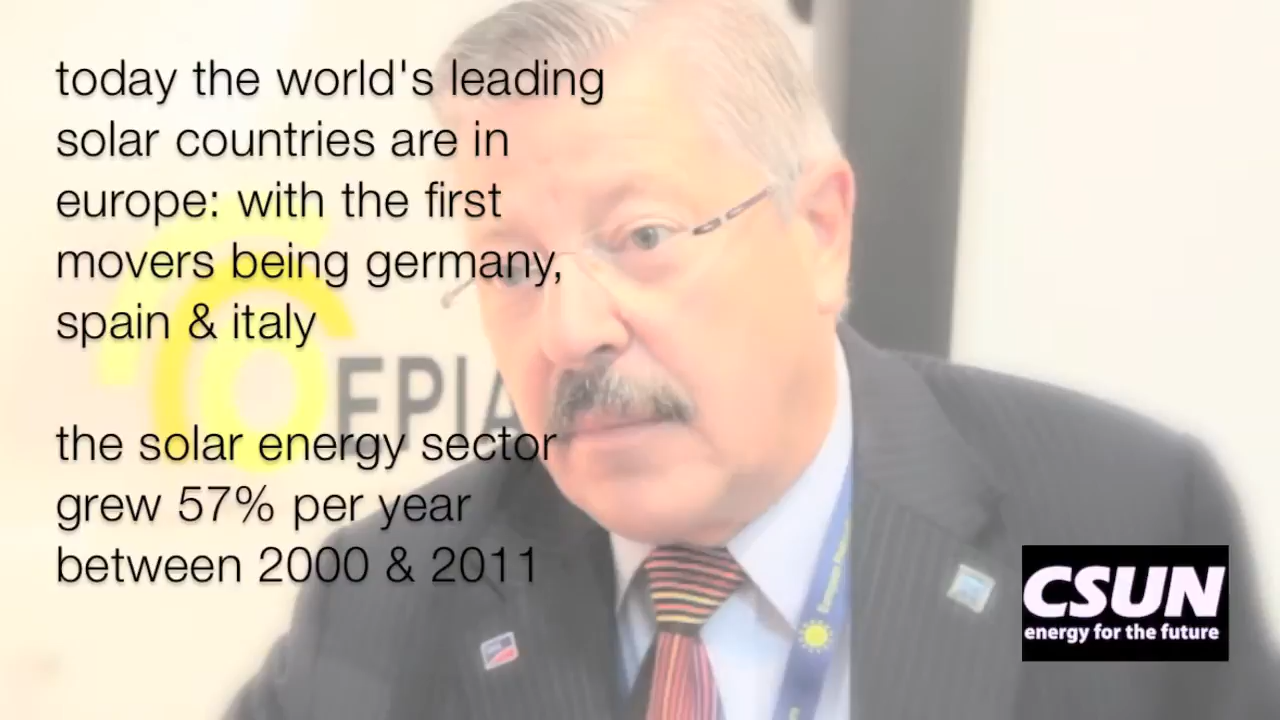 today the world's leading
solar countries are in
europe: with the first
movers being germany,
spain & italy
EPIA
the solar energy sector
grew 57% per year
between 2000 & 2011
CSUN
energy for the future